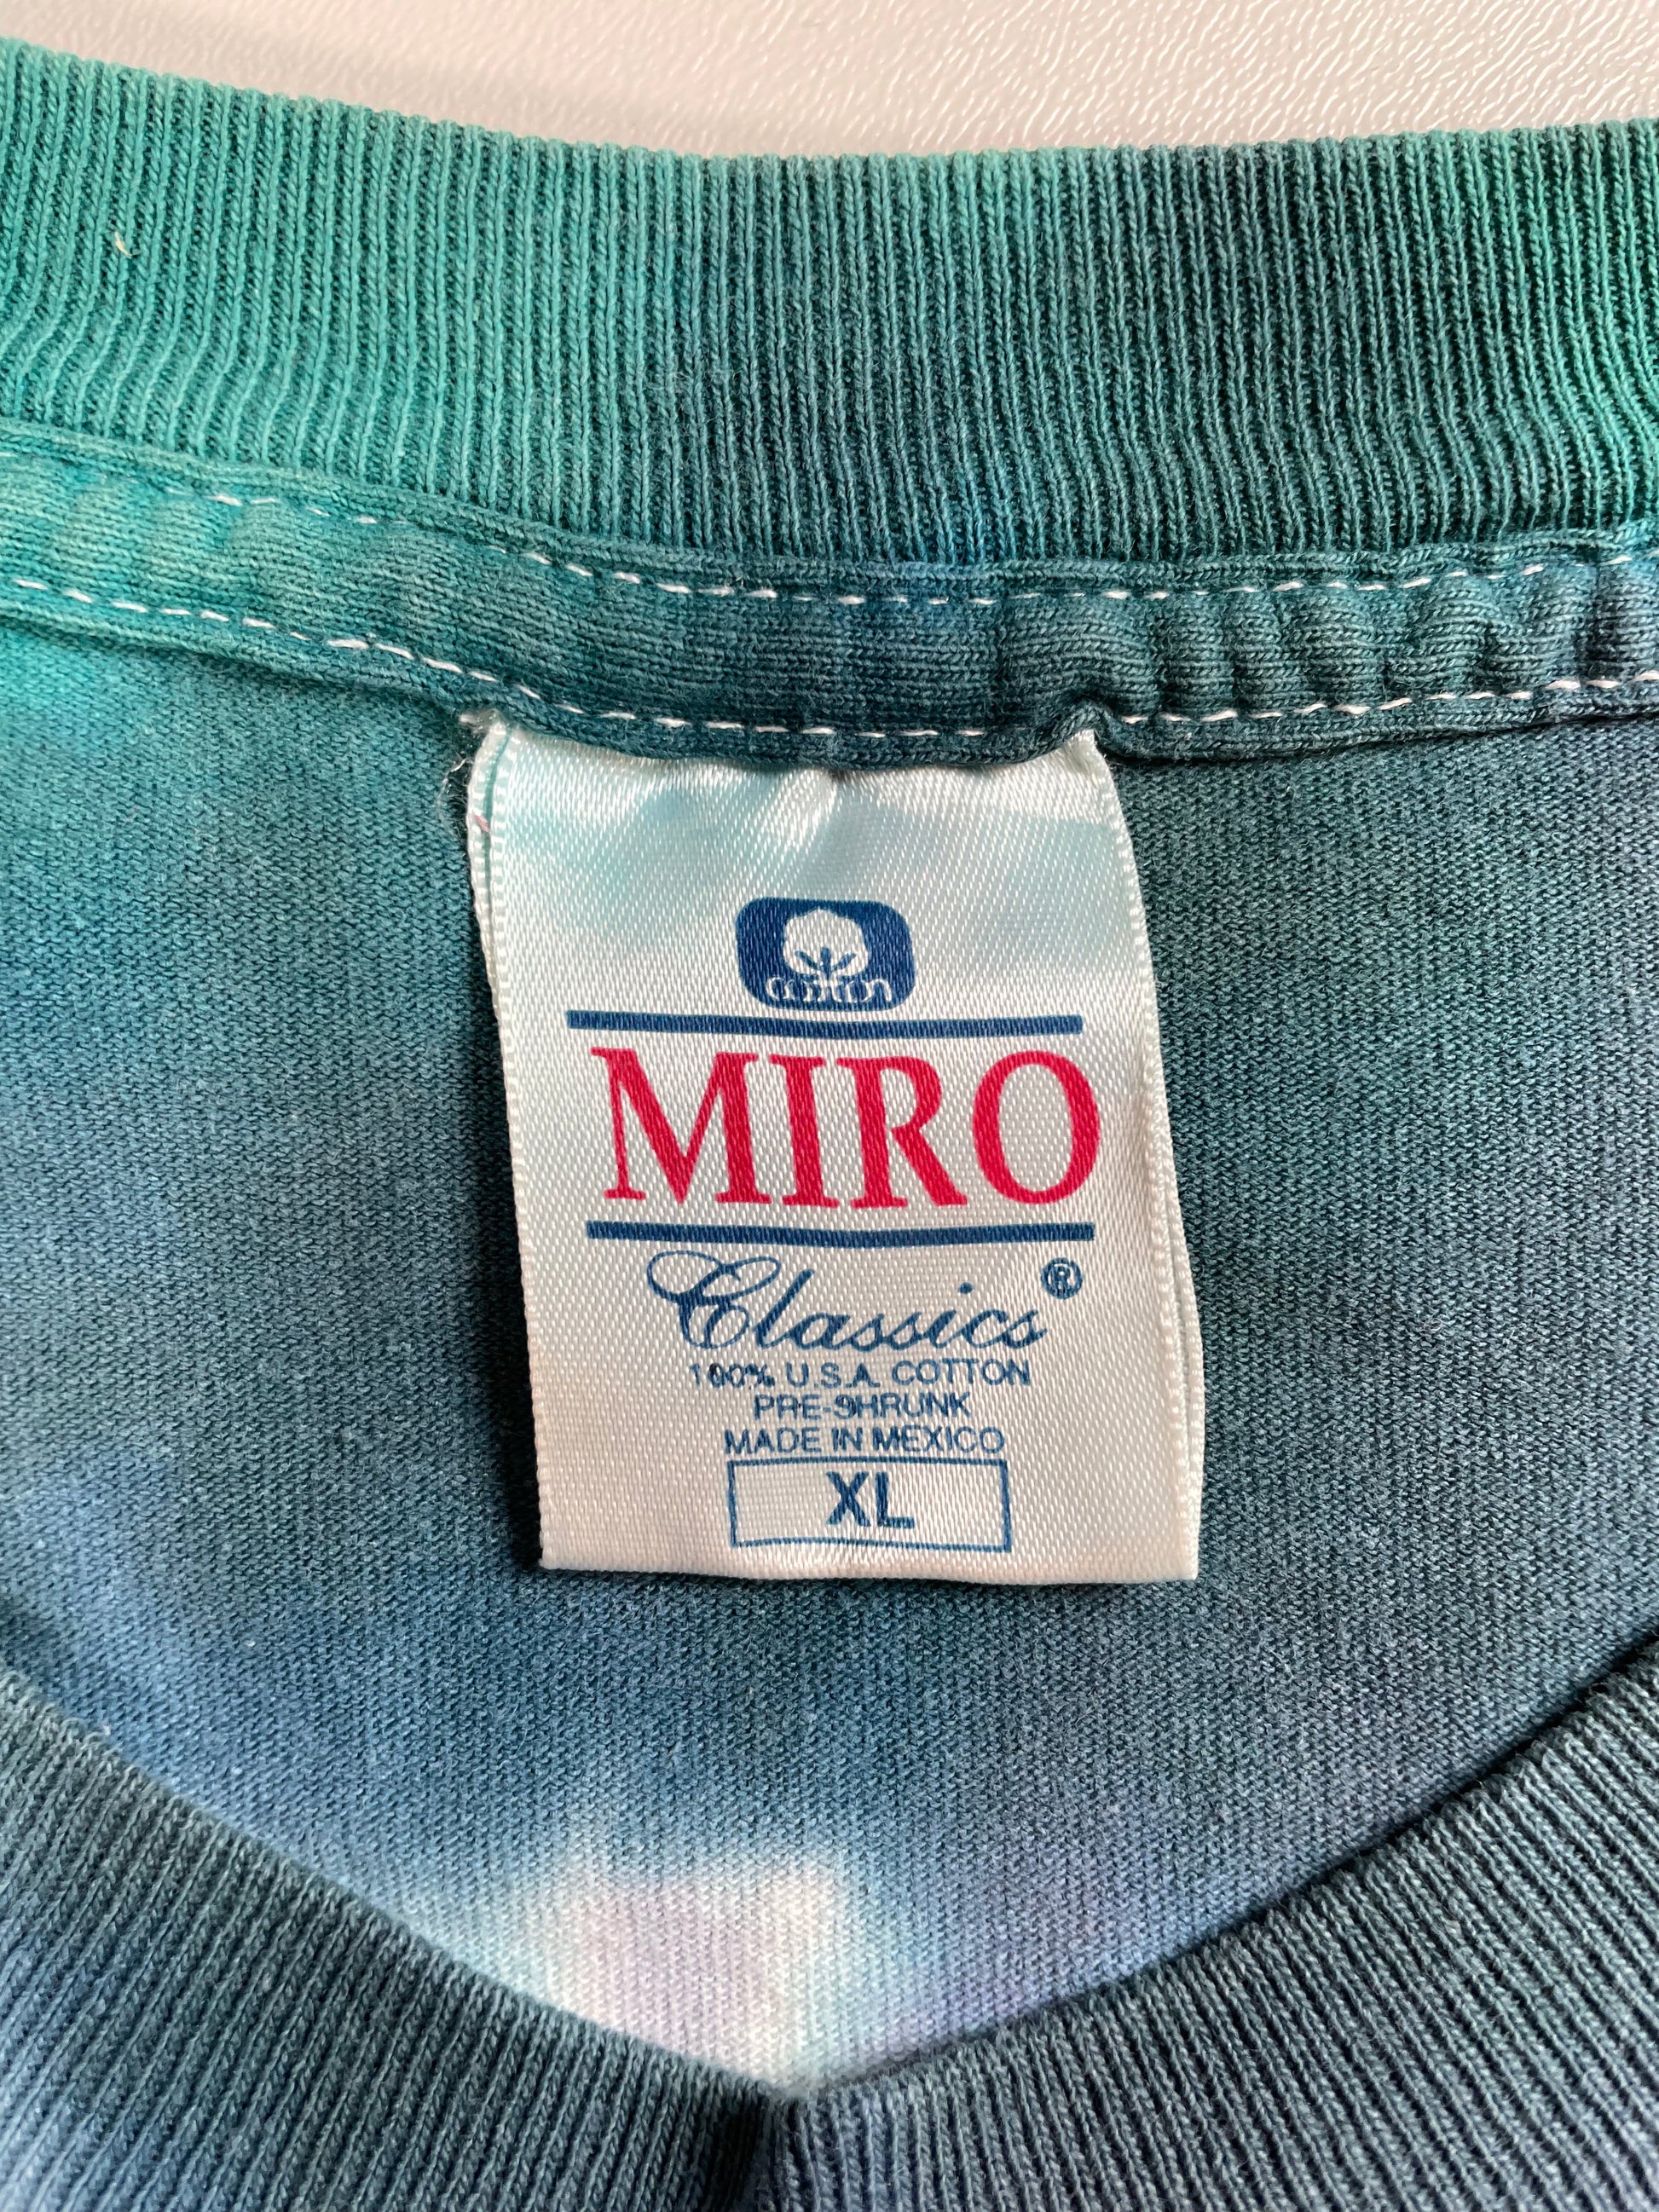 cotton
MIRO
Classics®
100% U.S.A. COTTON
PRE-SHRUNK
MADE IN MEXICO
XL